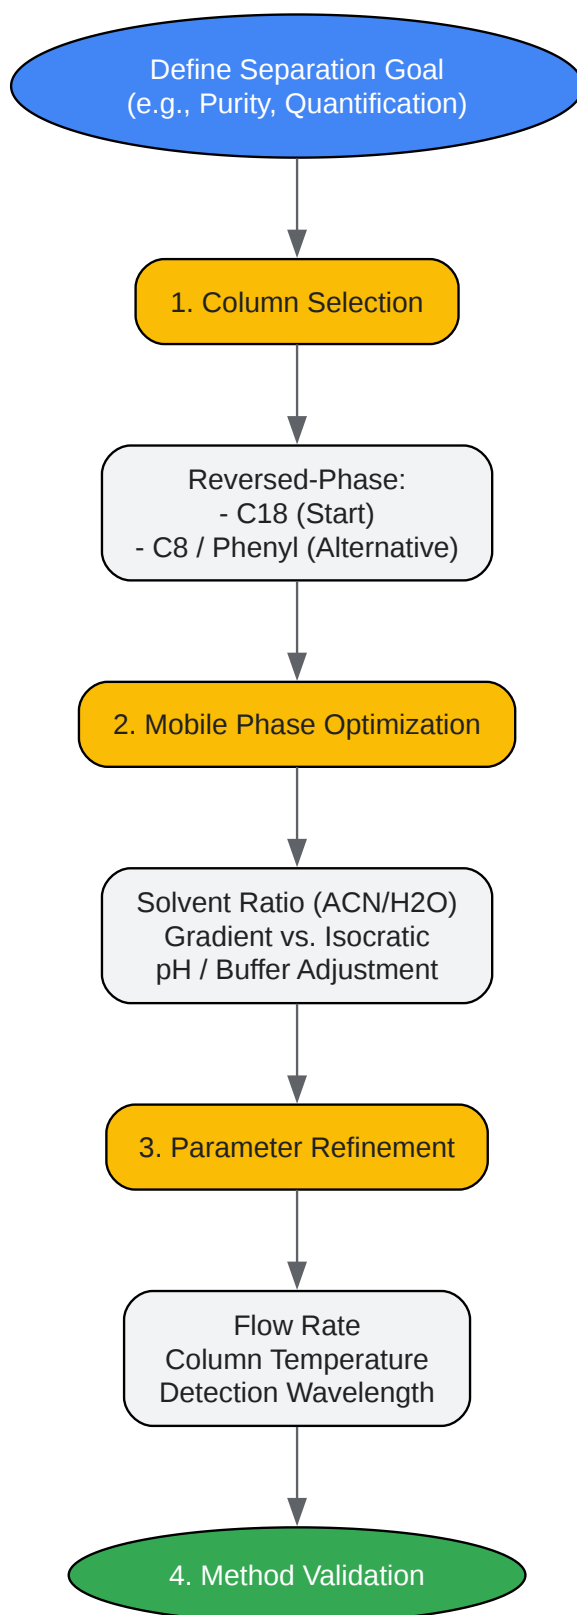 Define Separation Goal
(e.g., Purity, Quantification)
1. Column Selection
Reversed-Phase:
- C18 (Start)
- C8 / Phenyl (Alternative)
2. Mobile Phase Optimization
Solvent Ratio (ACN/H2O)
Gradient vs. Isocratic
pH / Buffer Adjustment
3. Parameter Refinement
Flow Rate
Column Temperature
Detection Wavelength
4. Method Validation